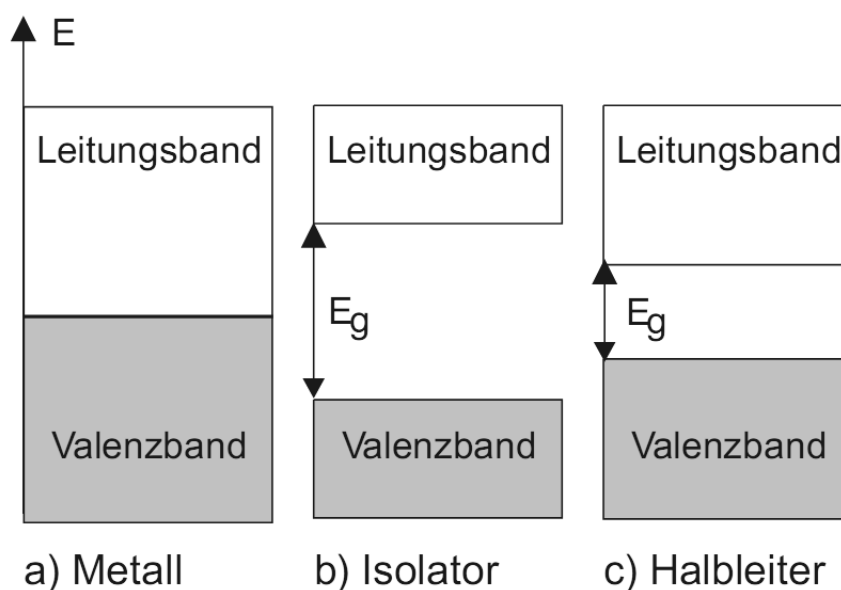 E
Leitungsband
Leitungsband
Leitungsband
Eg
Eg
Valenzband
Valenzband
Valenzband
a) Metall
b) Isolator
c) Halbleiter